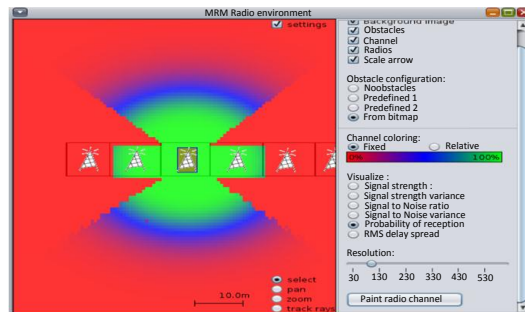 MRM Radio environment
settings
select
pan
zoom
track rays
10.0m
Background image
Obstacles
Channel
Radios
Scale arrow
Obstacle configuration:
Noobstacles
Predefined 1
Predefined 2
From bitmap
Channel coloring:
Fixed Relative
0% 100%
Visualize :
Signal strength :
Signal strength variance
Signal to Noise ratio
Signal to Noise variance
Probability of reception
RMS delay spread
Resolution:
30 130 230 330 430 530
Paint radio channel